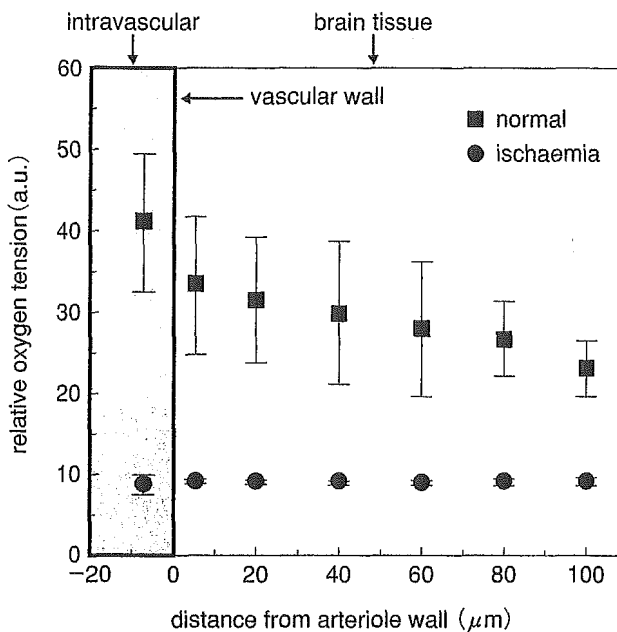 intravascular
brain tissue
vascular wall
normal
ischaemia
relative oxygen tension (a.u.)
60
50
40
30
20
10
0
−20
0
20
40
60
80
100
distance from arteriole wall (μm)